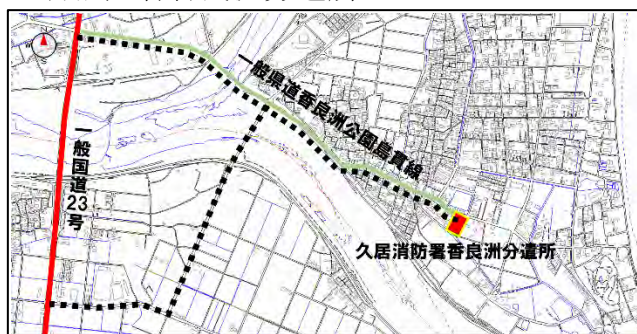 一般県道香良洲公園島貫線
一般国道23号
久居消防署香良洲分遣所